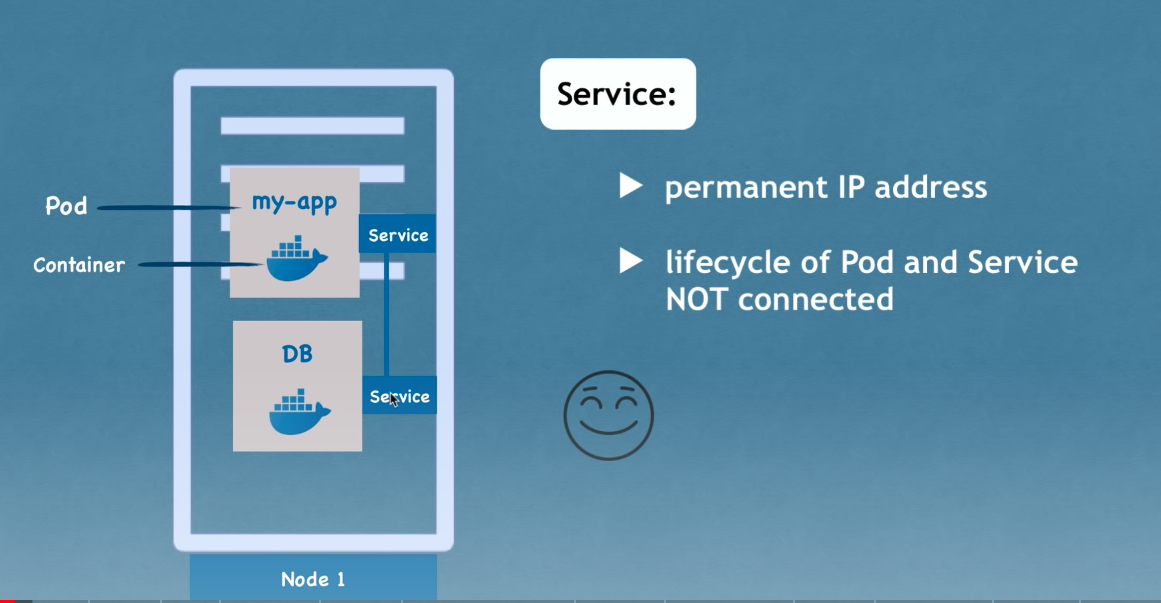 Service:
permanent IP address
lifecycle of Pod and Service
NOT connected
Pod
Container
my-app
Service
DB
Service
Node 1